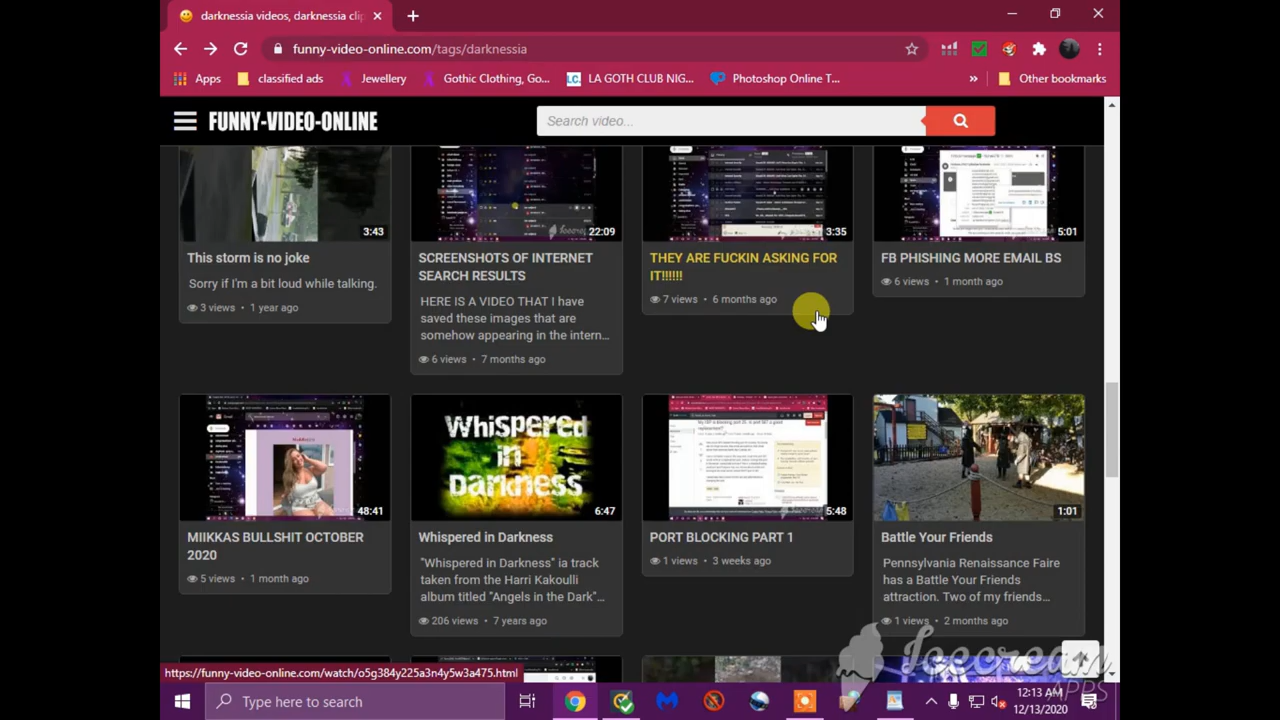 darknessia videos, darknessia cli
funny-video-online.com/tags/darknessia
Apps
classified ads
Jewellery
Gothic Clothing, Go...
LC. LA GOTH CLUB NIG...
Photoshop Online T...
»
Other bookmarks
FUNNY-VIDEO-ONLINE
Search video...
3:43
22:09
3:35
5:01
This storm is no joke
Sorry if I'm a bit loud while talking.
3 views • 1 year ago
SCREENSHOTS OF INTERNET
SEARCH RESULTS
HERE IS A VIDEO THAT I have
saved these images that are
somehow appearing in the intern...
6 views • 7 months ago
THEY ARE FUCKIN ASKING FOR
IT!!!!!!
7 views • 6 months ago
FB PHISHING MORE EMAIL BS
6 views • 1 month ago
48:41
Whispered
in
Darkness
6:47
5:48
1:01
MIIKKAS BULLSHIT OCTOBER
2020
5 views • 1 month ago
Whispered in Darkness
"Whispered in Darkness" ia track
taken from the Harri Kakoulli
album titled "Angels in the Dark"...
206 views • 7 years ago
PORT BLOCKING PART 1
1 views • 3 weeks ago
Battle Your Friends
Pennsylvania Renaissance Faire
has a Battle Your Friends
attraction. Two of my friends...
1 views • 2 months ago
Icecream
APPS
https://funny-video-online.com/watch/o5g384y225a3n4y5w3a475.html
Type here to search
12:13 AM
12/13/2020